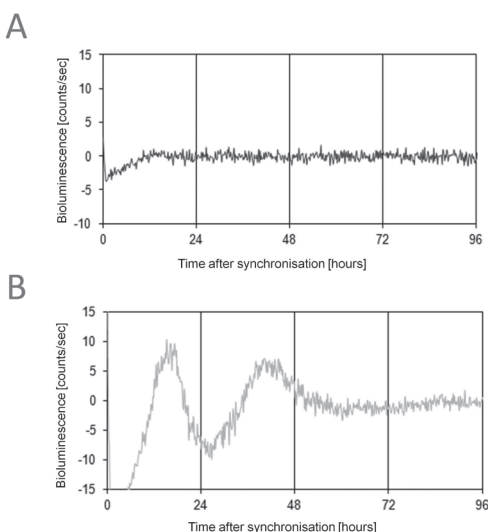 A
15
10
5
0
-5
-10
Bioluminescence [counts/sec]
0 24 48 72 96
Time after synchronisation [hours]
B
15
10
5
0
-5
-10
-15
Bioluminescence [counts/sec]
0 24 48 72 96
Time after synchronisation [hours]